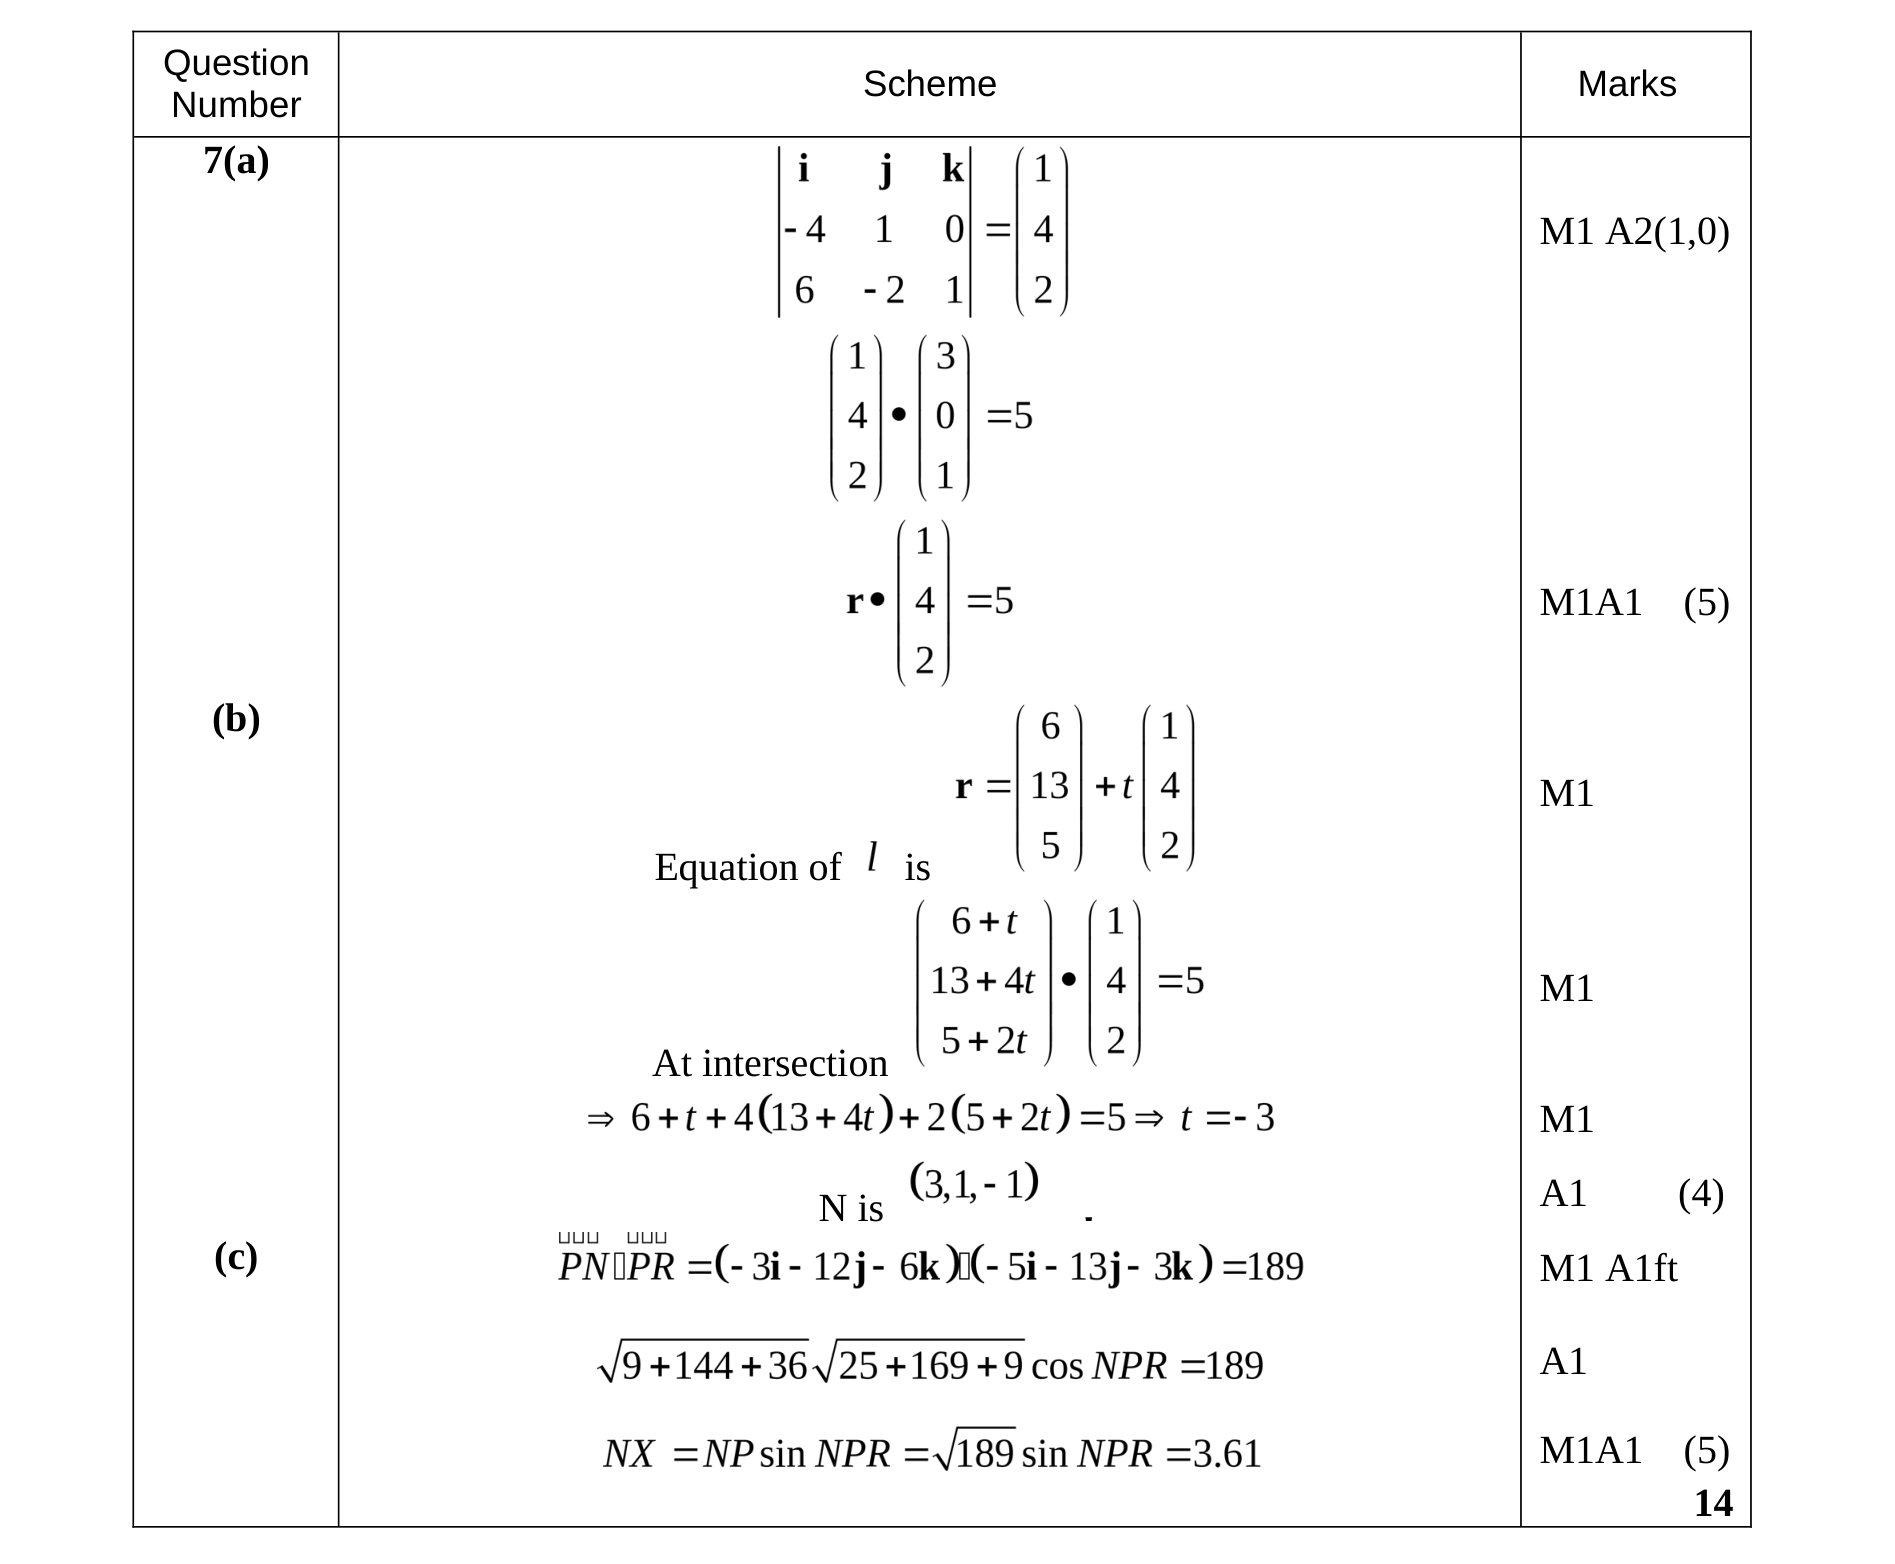 Question Number Scheme Marks
7(a)
| i j k |
| -4 1 0 | = ( 1 4 2 ) M1 A2(1,0)
| 6 -2 1 |
( 1 4 2 ) • ( 3 0 1 ) =5
r • ( 1 4 2 ) =5 M1A1 (5)
(b)
Equation of l is r = ( 6 13 5 ) + t ( 1 4 2 ) M1
At intersection ( 6+t 13+4t 5+2t ) • ( 1 4 2 ) =5 M1
⇒ 6+t+4(13+4t)+2(5+2t)=5 ⇒ t=-3 M1
N is (3,1,-1) A1 (4)
(c) PN▯PR =(-3i-12j-6k)▯(-5i-13j-3k)=189 M1 A1ft
√(9+144+36) √(25+169+9) cos NPR =189 A1
NX =NP sin NPR =√189 sin NPR =3.61 M1A1 (5)
14